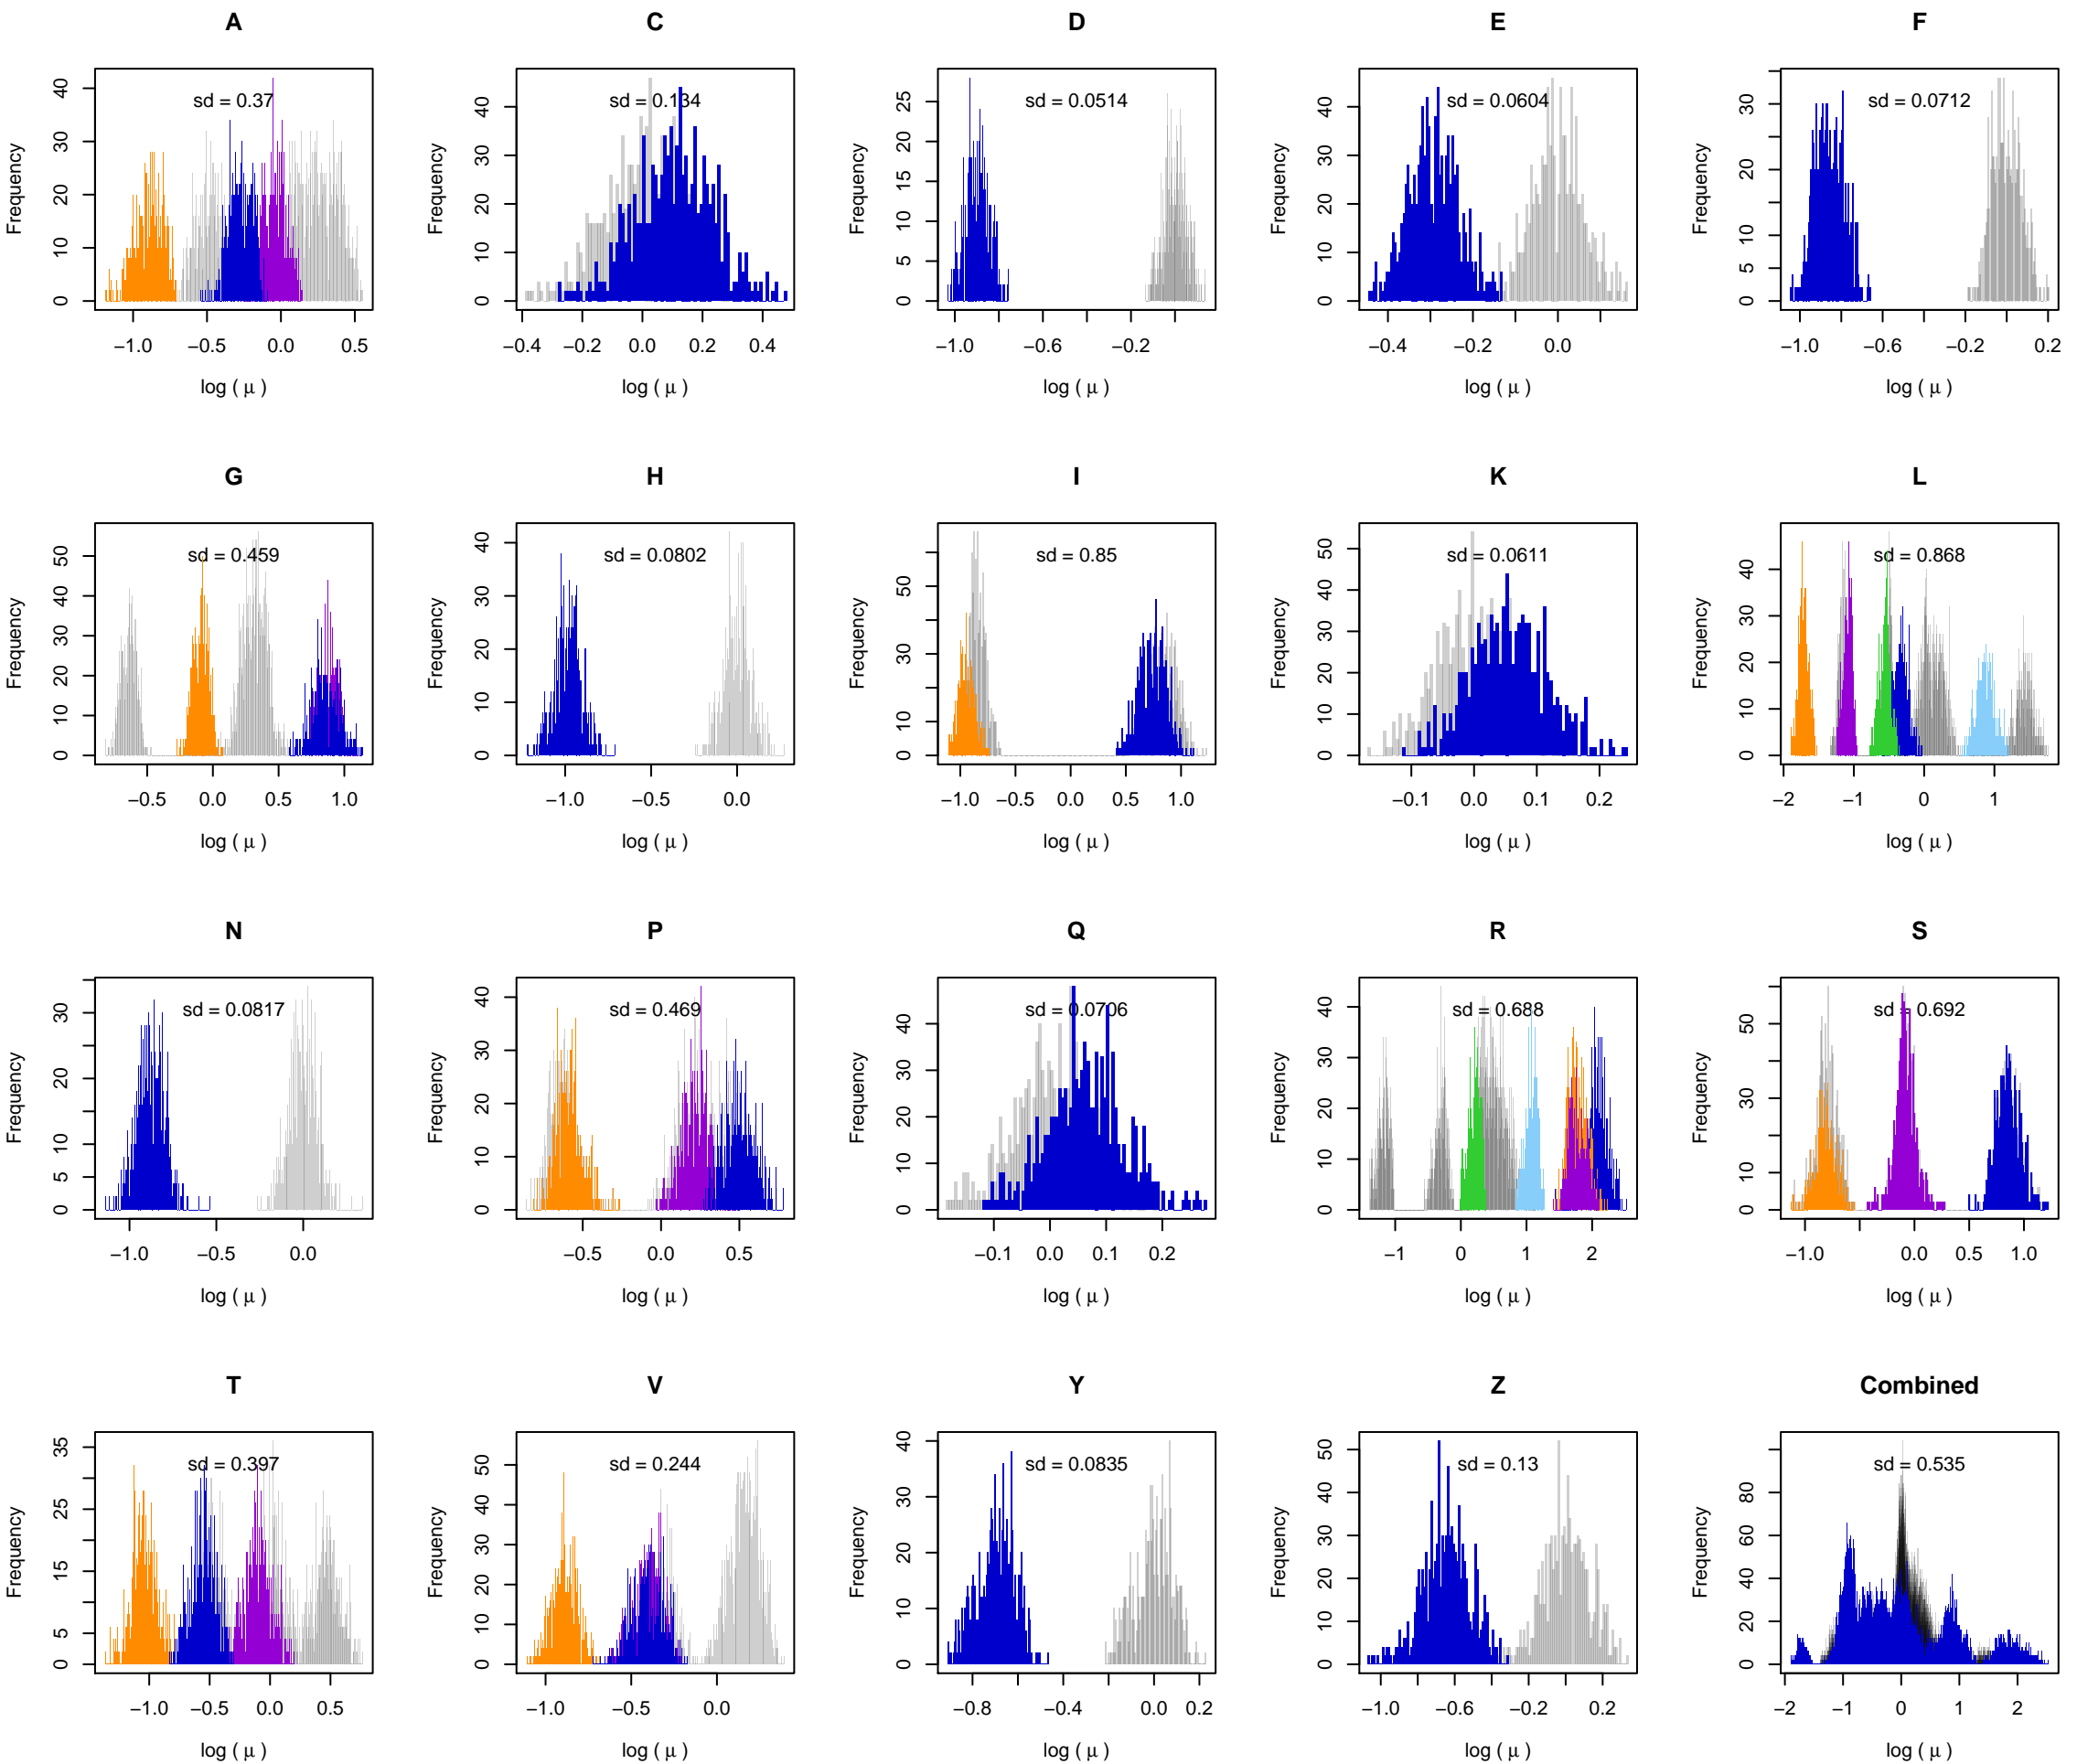 A C D E F
sd = 0.37 sd = 0.134 sd = 0.0514 sd = 0.0604 sd = 0.0712
Frequency Frequency Frequency Frequency Frequency
0 10 20 30 40
0 10 20 30 40
0 5 10 15 20 25
0 10 20 30 40
0 5 10 20 30
−1.0 −0.5 0.0 0.5
−0.4 −0.2 0.0 0.2 0.4
−1.0 −0.6 −0.2
−0.4 −0.2 0.0
−1.0 −0.6 −0.2 0.2
log ( μ ) log ( μ ) log ( μ ) log ( μ ) log ( μ )
G H I K L
sd = 0.459 sd = 0.0802 sd = 0.85 sd = 0.0611 sd = 0.868
Frequency Frequency Frequency Frequency Frequency
0 10 20 30 40 50
0 10 20 30 40
0 10 30 50
0 10 20 30 40 50
0 10 20 30 40
−0.5 0.0 0.5 1.0
−1.0 −0.5 0.0
−1.0 −0.5 0.0 0.5 1.0
−0.1 0.0 0.1 0.2
−2 −1 0 1
log ( μ ) log ( μ ) log ( μ ) log ( μ ) log ( μ )
N P Q R S
sd = 0.0817 sd = 0.469 sd = 0.0706 sd = 0.688 sd = 0.692
Frequency Frequency Frequency Frequency Frequency
0 5 10 20 30
0 10 20 30 40
0 10 20 30 40
0 10 20 30 40
0 10 30 50
−1.0 −0.5 0.0
−0.5 0.0 0.5
−0.1 0.0 0.1 0.2
−1 0 1 2
−1.0 0.0 0.5 1.0
log ( μ ) log ( μ ) log ( μ ) log ( μ ) log ( μ )
T V Y Z Combined
sd = 0.397 sd = 0.244 sd = 0.0835 sd = 0.13 sd = 0.535
Frequency Frequency Frequency Frequency Frequency
0 5 15 25 35
0 10 20 30 40 50
0 10 20 30 40
0 10 20 30 40 50
0 20 40 60 80
−1.0 −0.5 0.0 0.5
−1.0 −0.5 0.0
−0.8 −0.4 0.0 0.2
−1.0 −0.6 −0.2 0.2
−2 −1 0 1 2
log ( μ ) log ( μ ) log ( μ ) log ( μ ) log ( μ )